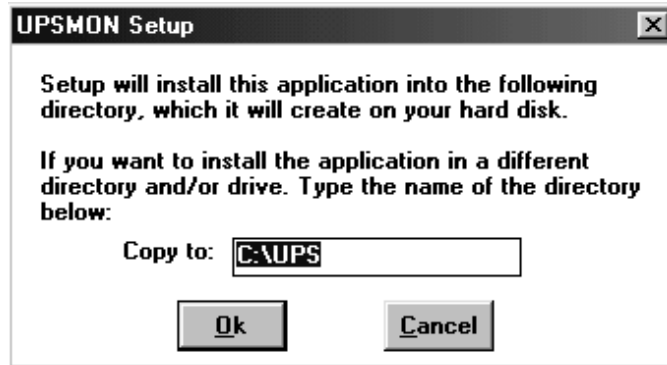 UPSMON Setup
Setup will install this application into the following
directory, which it will create on your hard disk.
If you want to install the application in a different
directory and/or drive. Type the name of the directory
below:
Copy to: C:\UPS
Ok Cancel